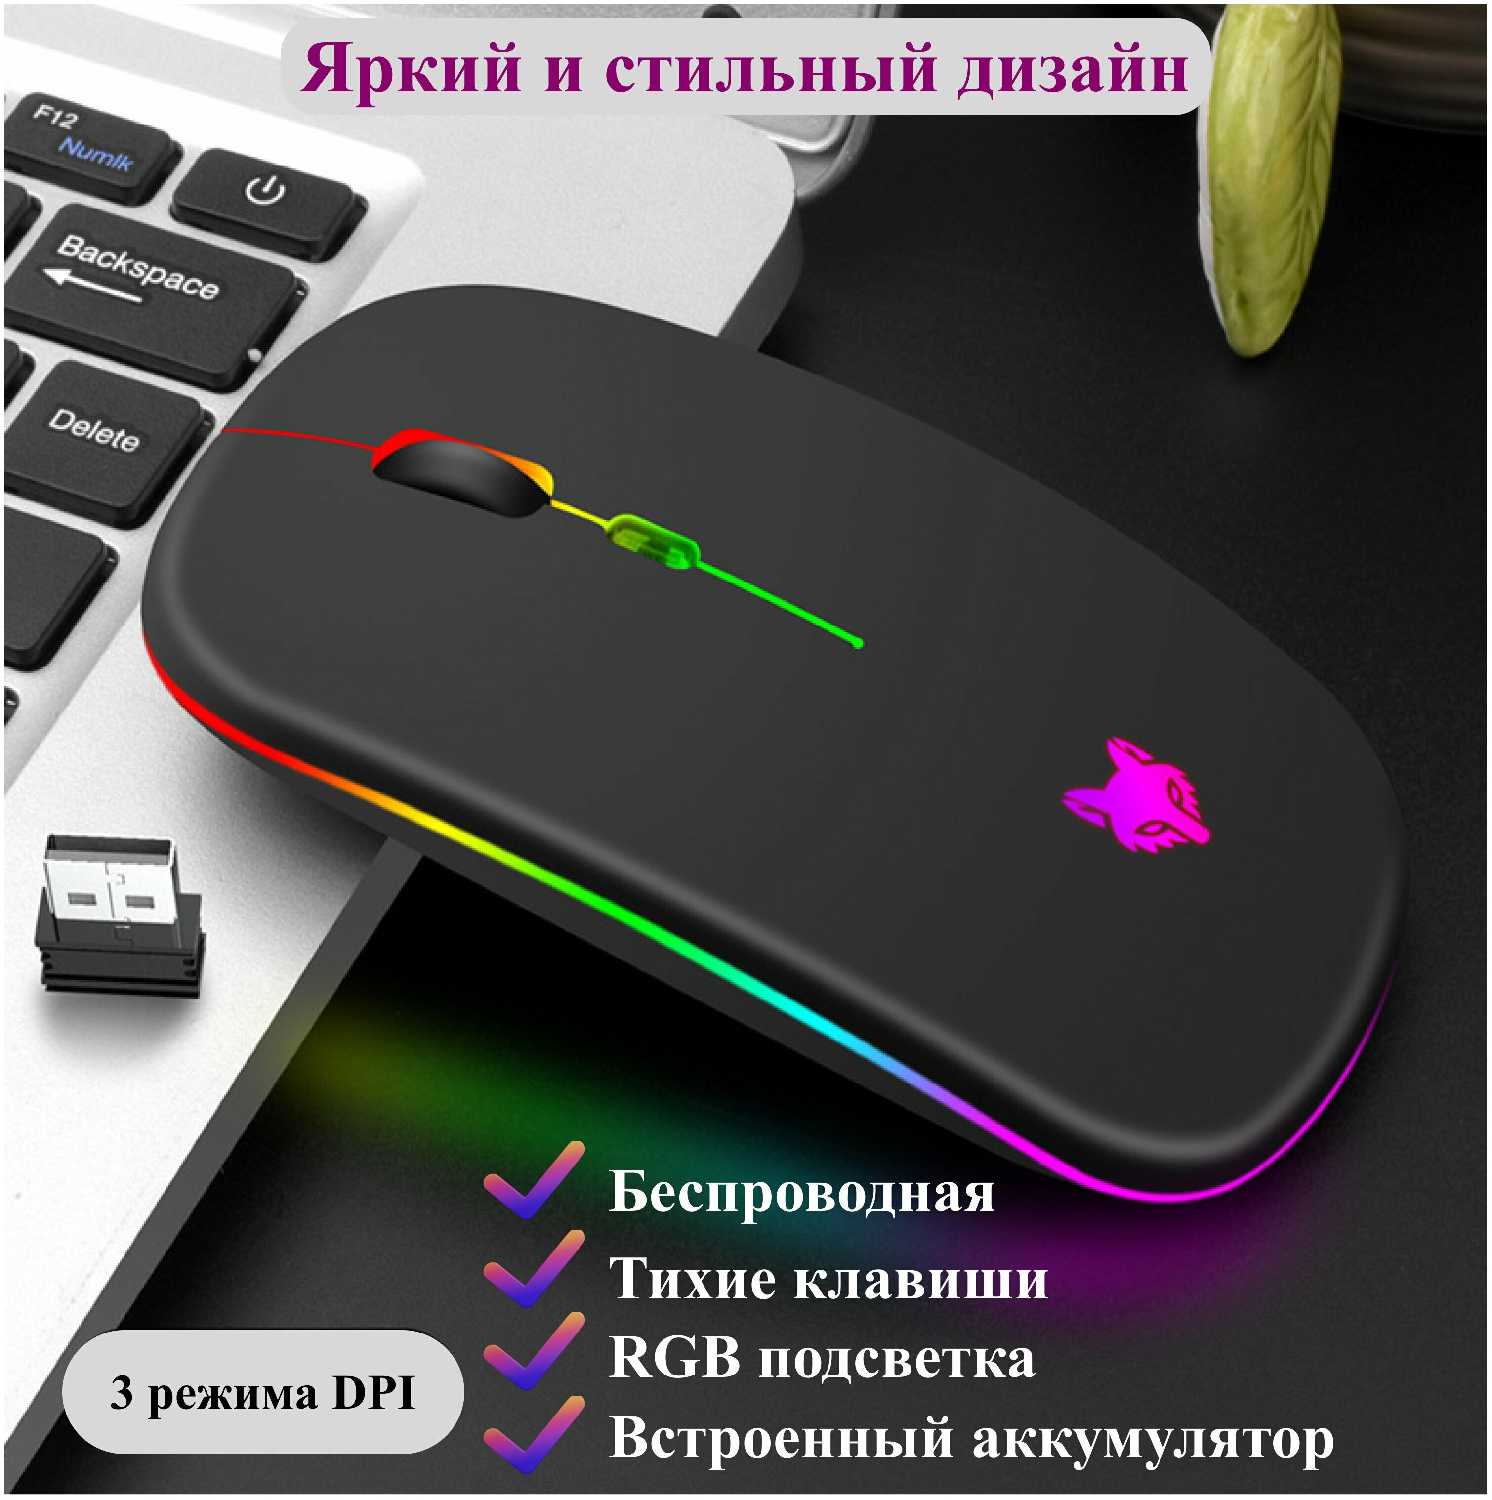 Яркий и стильный дизайн
F12
Numlk
Backspace
Delete
Беспроводная
Тихие клавиши
RGB подсветка
Встроенный аккумулятор
3 режима DPI